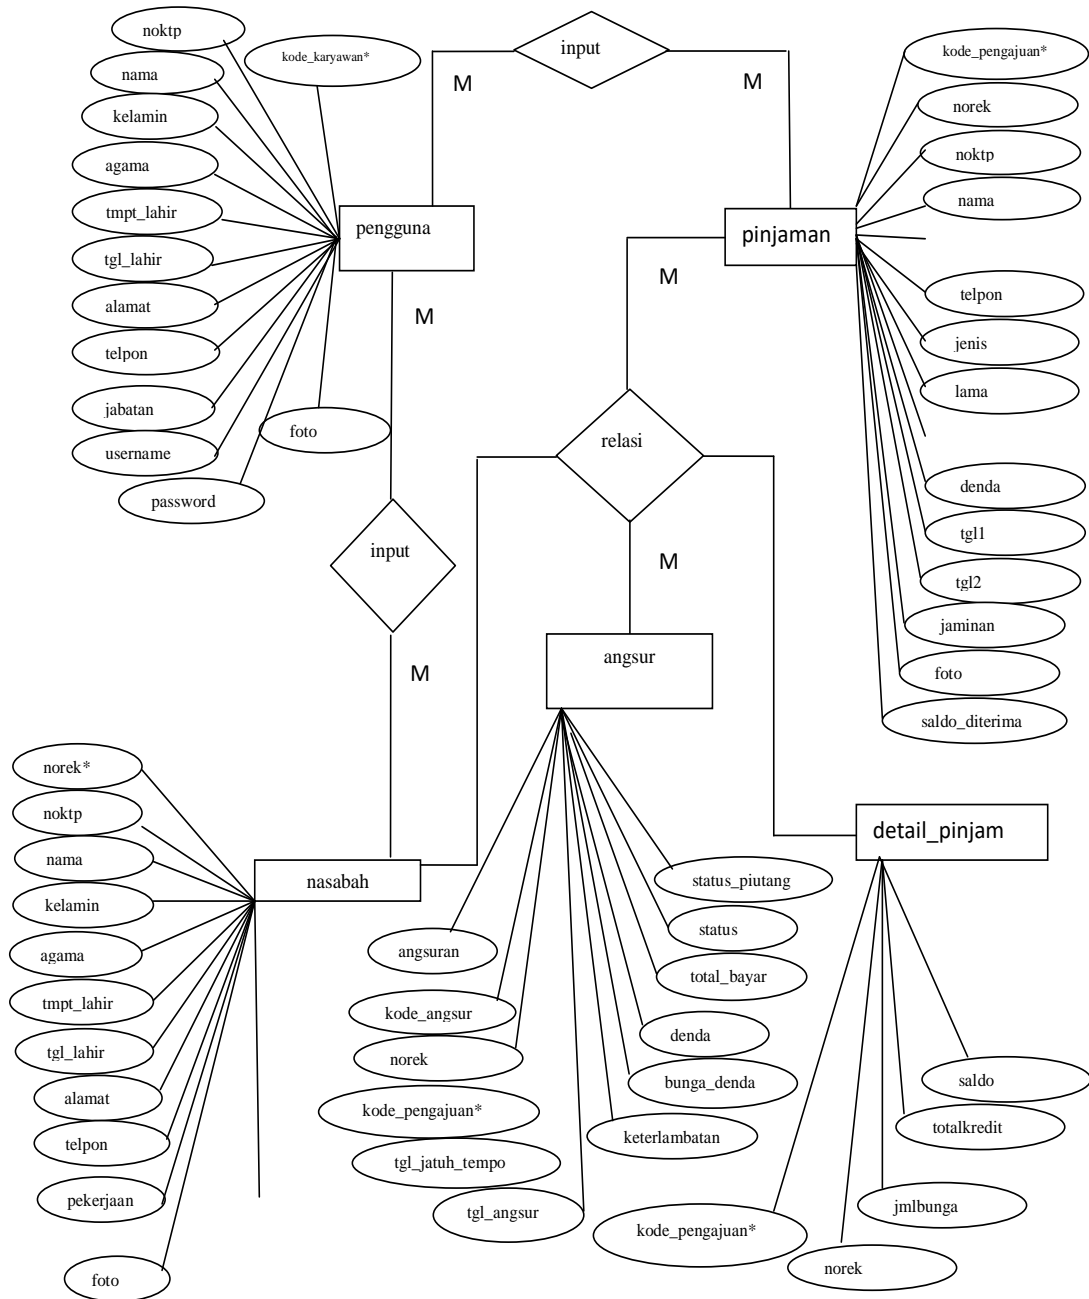 noktp
kode_karyawan*
nama
kelamin
agama
tmpt_lahir
tgl_lahir
alamat
telpon
jabatan
username
password
foto
pengguna
M
input
M
pinjaman
kode_pengajuan*
norek
noktp
nama
telpon
jenis
lama
denda
tgl1
tgl2
jaminan
foto
saldo_diterima
M
M
relasi
input
M
M
angsur
norek*
noktp
nama
kelamin
agama
tmpt_lahir
tgl_lahir
alamat
telpon
pekerjaan
foto
nasabah
angsuran
kode_angsur
norek
kode_pengajuan*
tgl_jatuh_tempo
tgl_angsur
status_piutang
status
total_bayar
denda
bunga_denda
keterlambatan
detail_pinjam
saldo
totalkredit
jmlbunga
kode_pengajuan*
norek